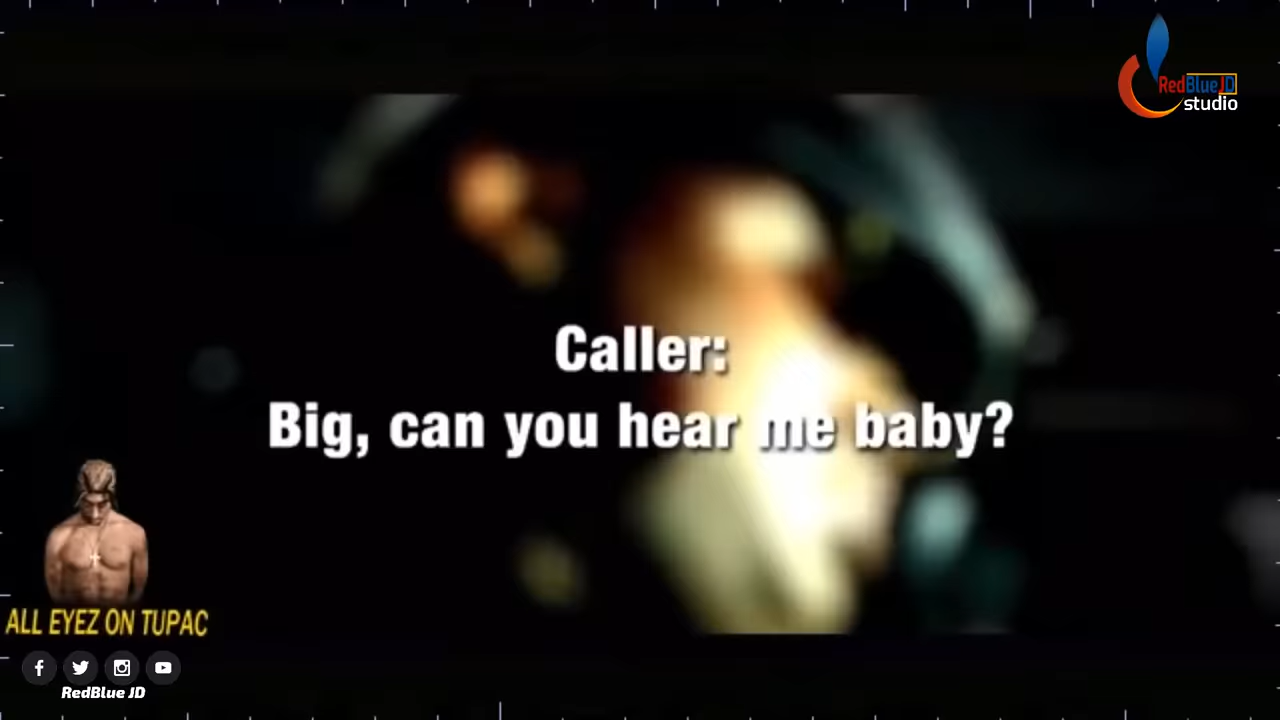 RedBlueJD
studio
Caller:
Big, can you hear me baby?
ALL EYEZ ON TUPAC
RedBlue JD